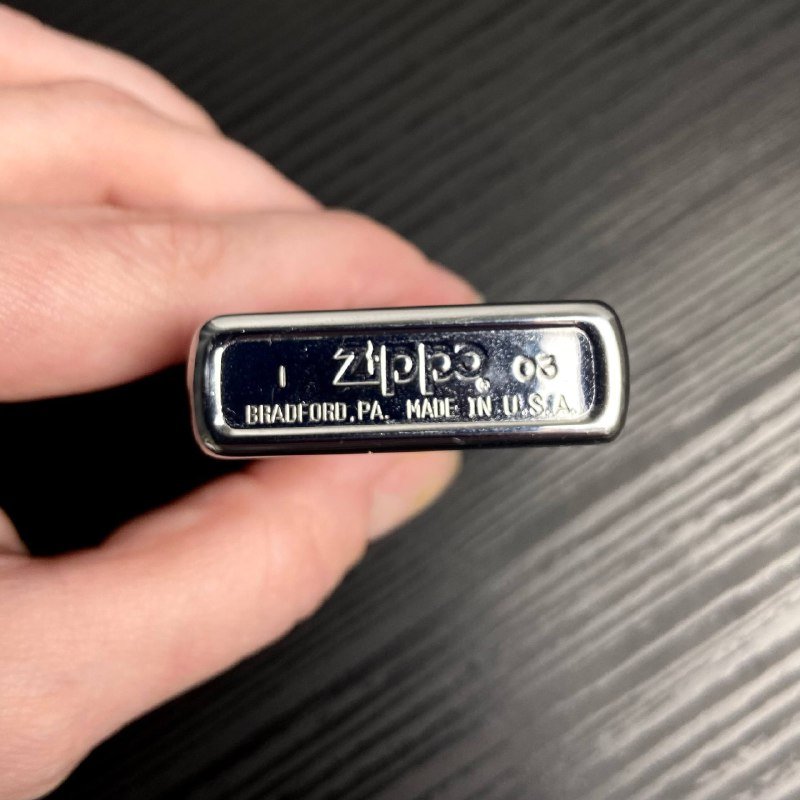 I Zippo ® 03
BRADFORD, PA. MADE IN U.S.A.